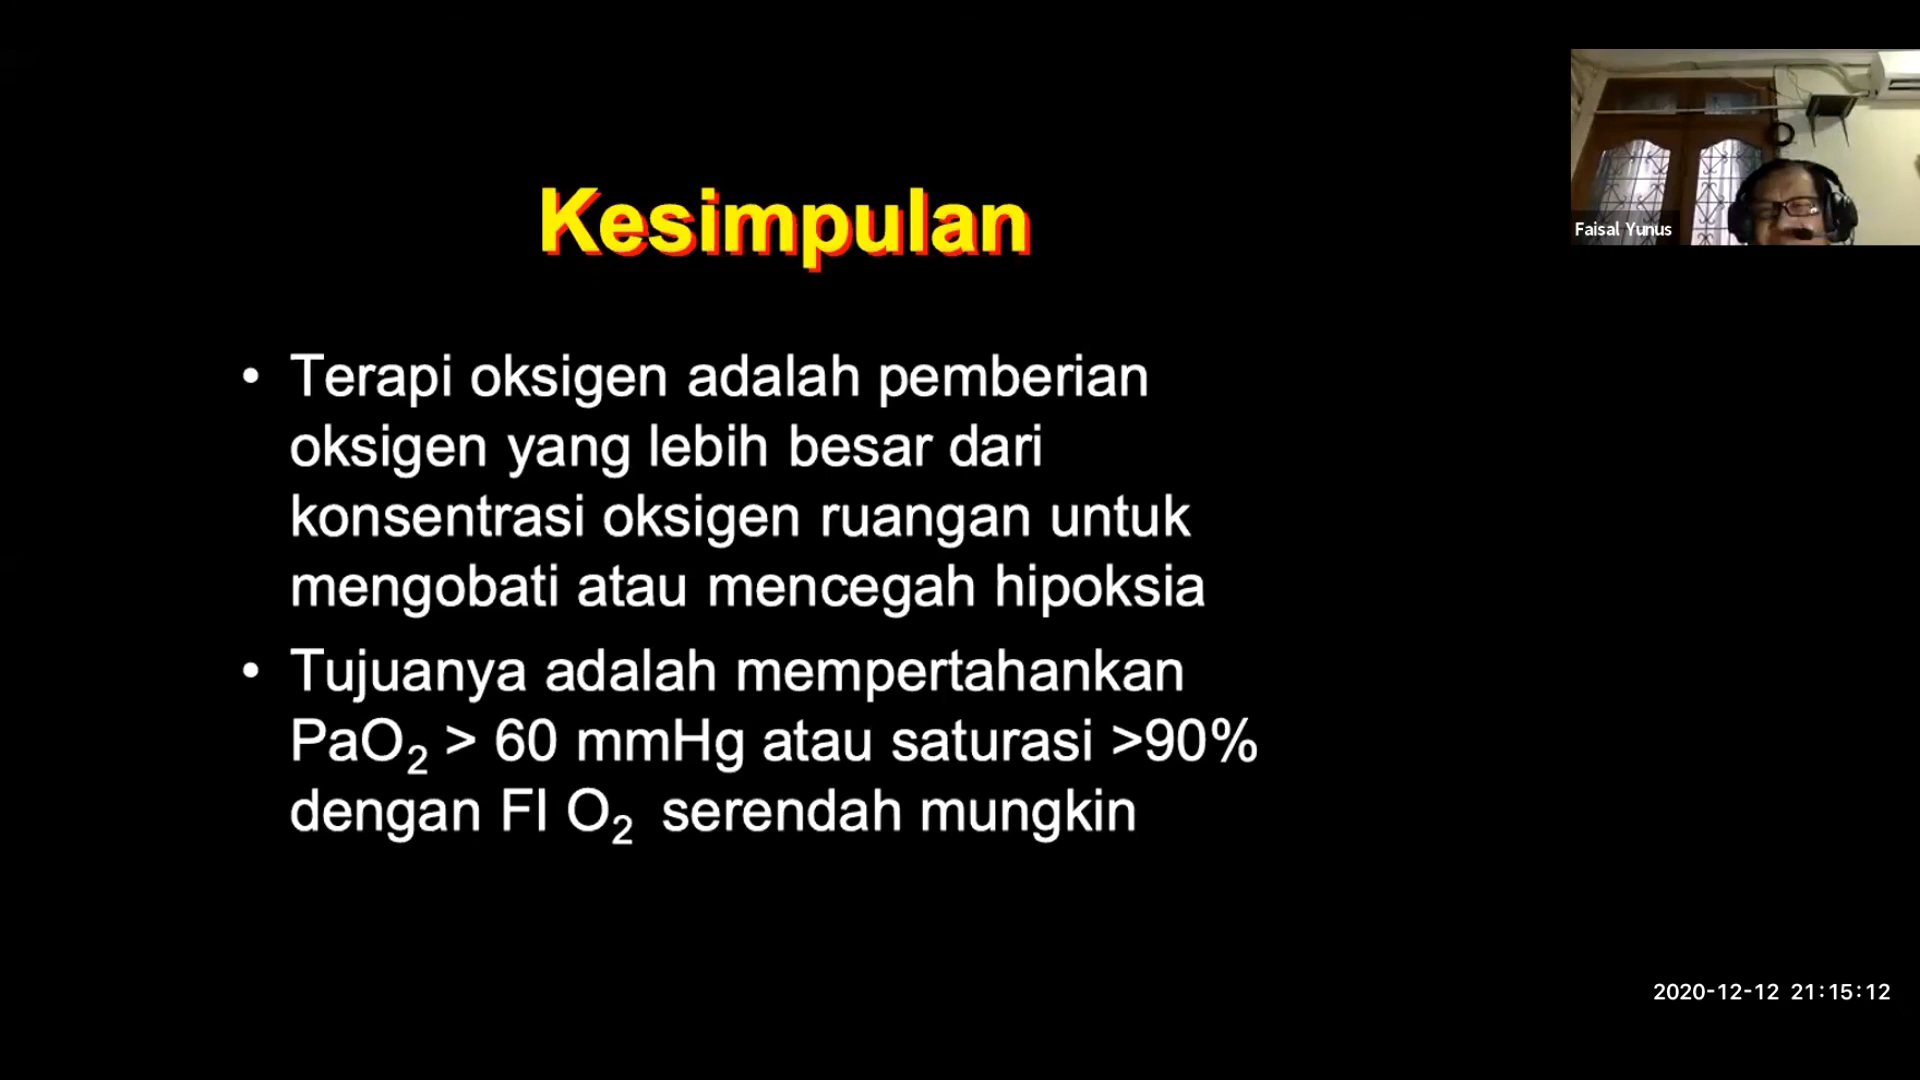 Kesimpulan
Faisal Yunus
• Terapi oksigen adalah pemberian
oksigen yang lebih besar dari
konsentrasi oksigen ruangan untuk
mengobati atau mencegah hipoksia
• Tujuanya adalah mempertahankan
PaO₂ > 60 mmHg atau saturasi >90%
dengan FI O₂ serendah mungkin
2020-12-12 21:15:12